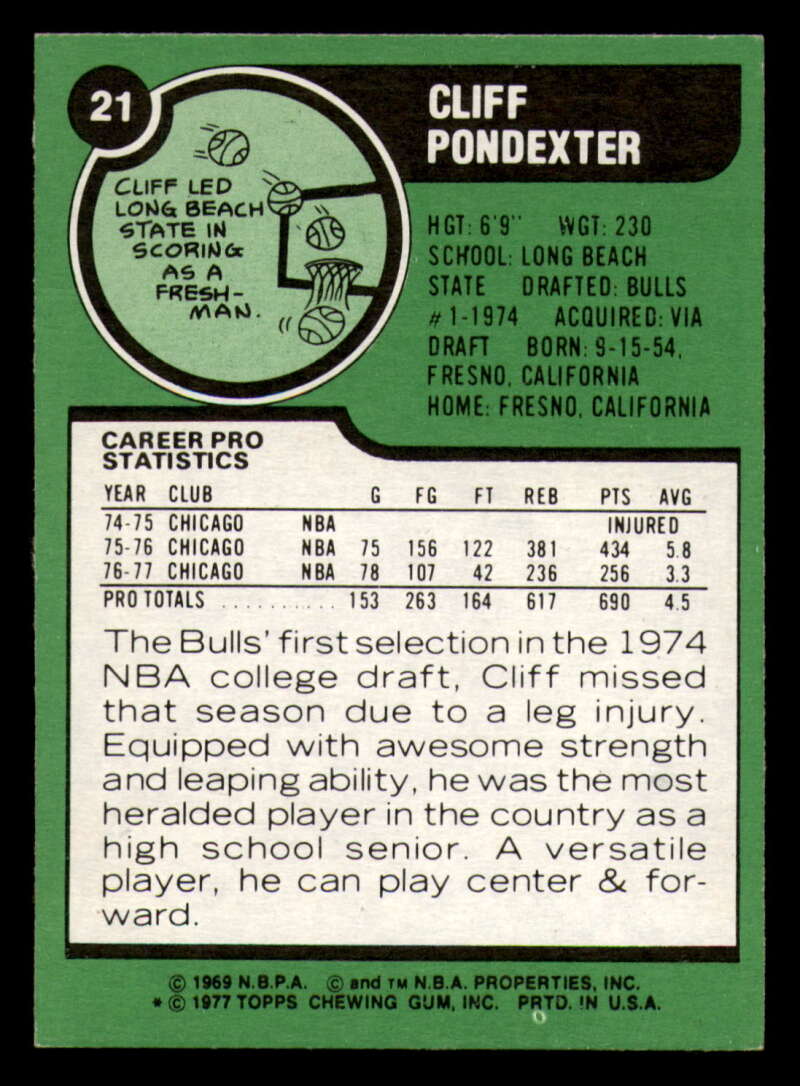 21
CLIFF
PONDEXTER
CLIFF LED
LONG BEACH
STATE IN
SCORING
AS A
FRESH-
MAN.
HGT: 6'9" WGT: 230
SCHOOL: LONG BEACH
STATE DRAFTED: BULLS
#1-1974 ACQUIRED: VIA
DRAFT BORN: 9-15-54,
FRESNO, CALIFORNIA
HOME: FRESNO, CALIFORNIA
CAREER PRO
STATISTICS
YEAR CLUB G FG FT REB PTS AVG
74-75 CHICAGO NBA INJURED
75-76 CHICAGO NBA 75 156 122 381 434 5.8
76-77 CHICAGO NBA 78 107 42 236 256 3.3
PRO TOTALS ........... 153 263 164 617 690 4.5
The Bulls' first selection in the 1974
NBA college draft, Cliff missed
that season due to a leg injury.
Equipped with awesome strength
and leaping ability, he was the most
heralded player in the country as a
high school senior. A versatile
player, he can play center & for-
ward.
© 1969 N.B.P.A. © and TM N.B.A. PROPERTIES, INC.
* © 1977 TOPPS CHEWING GUM, INC. PRTD. IN U.S.A.